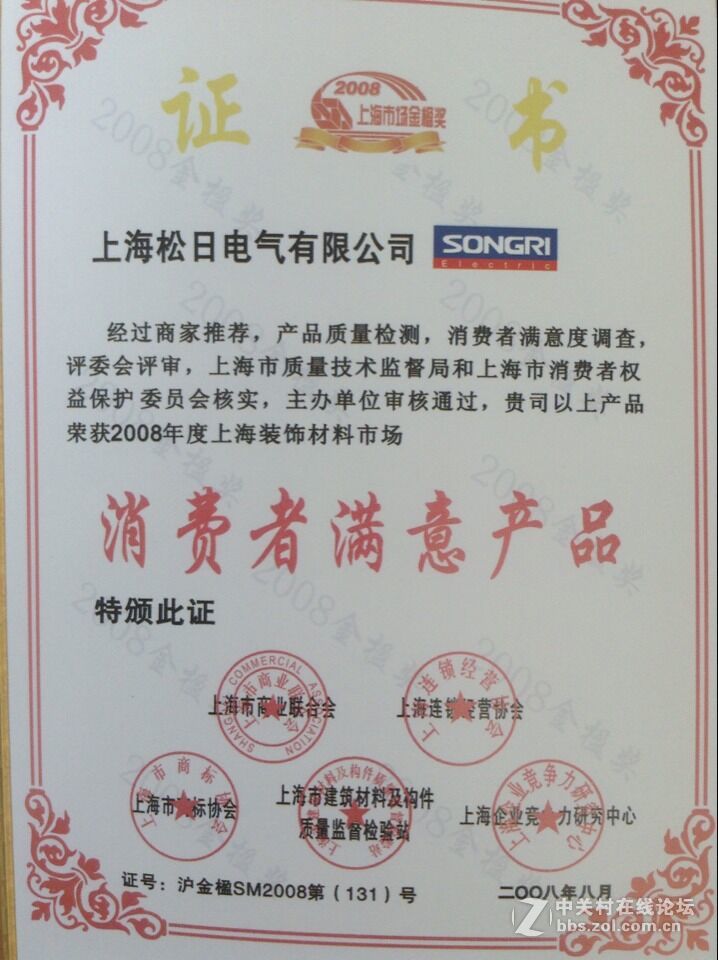 证 书
2008
上海市场金楹奖
上海松日电气有限公司 SONGRI
Electric
经过商家推荐，产品质量检测，消费者满意度调查，
评委会评审，上海市质量技术监督局和上海市消费者权
益保护 委员会核实，主办单位审核通过，贵司以上产品
荣获2008年度上海装饰材料市场
消费者满意产品
特颁此证
上海市商业联合会 上海连锁经营协会
上海市商标协会 上海市建筑材料及构件
质量监督检验站 上海企业竞争力研究中心
证号：沪金楹SM2008第（131）号 二〇〇八年八月
中关村在线论坛
bbs.zol.com.cn